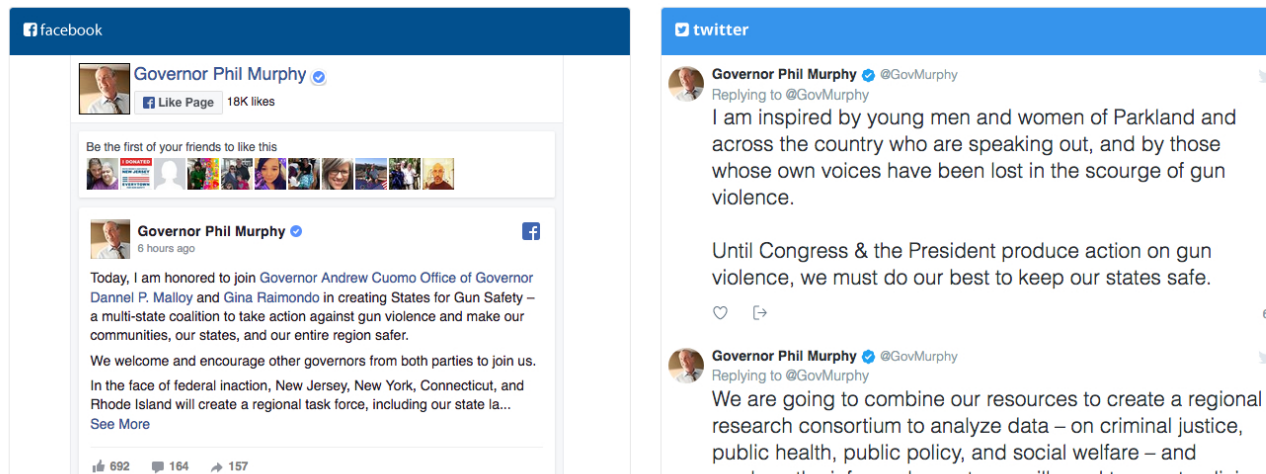 facebook
Governor Phil Murphy
Like Page 18K likes
Be the first of your friends to like this
I DONATED
NEW JERSEY
EVERYTOWN
Governor Phil Murphy
6 hours ago
Today, I am honored to join Governor Andrew Cuomo Office of Governor
Dannel P. Malloy and Gina Raimondo in creating States for Gun Safety –
a multi-state coalition to take action against gun violence and make our
communities, our states, and our entire region safer.
We welcome and encourage other governors from both parties to join us.
In the face of federal inaction, New Jersey, New York, Connecticut, and
Rhode Island will create a regional task force, including our state la...
See More
692 164 157
twitter
Governor Phil Murphy @GovMurphy
Replying to @GovMurphy
I am inspired by young men and women of Parkland and
across the country who are speaking out, and by those
whose own voices have been lost in the scourge of gun
violence.
Until Congress & the President produce action on gun
violence, we must do our best to keep our states safe.
Governor Phil Murphy @GovMurphy
Replying to @GovMurphy
We are going to combine our resources to create a regional
research consortium to analyze data – on criminal justice,
public health, public policy, and social welfare – and